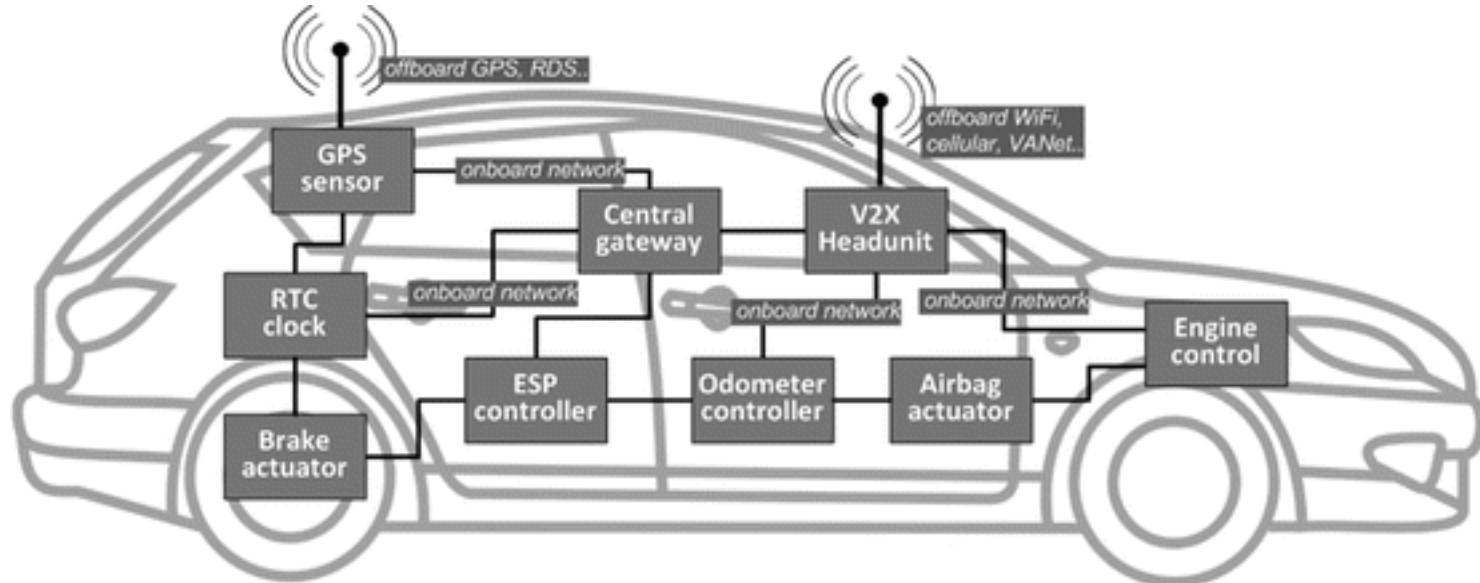 offboard GPS, RDS..
offboard WiFi,
cellular, VANet..
GPS
sensor
onboard network
Central
gateway
V2X
Headunit
RTC
clock
onboard network
onboard network
onboard network
Engine
control
ESP
controller
Odometer
controller
Airbag
actuator
Brake
actuator